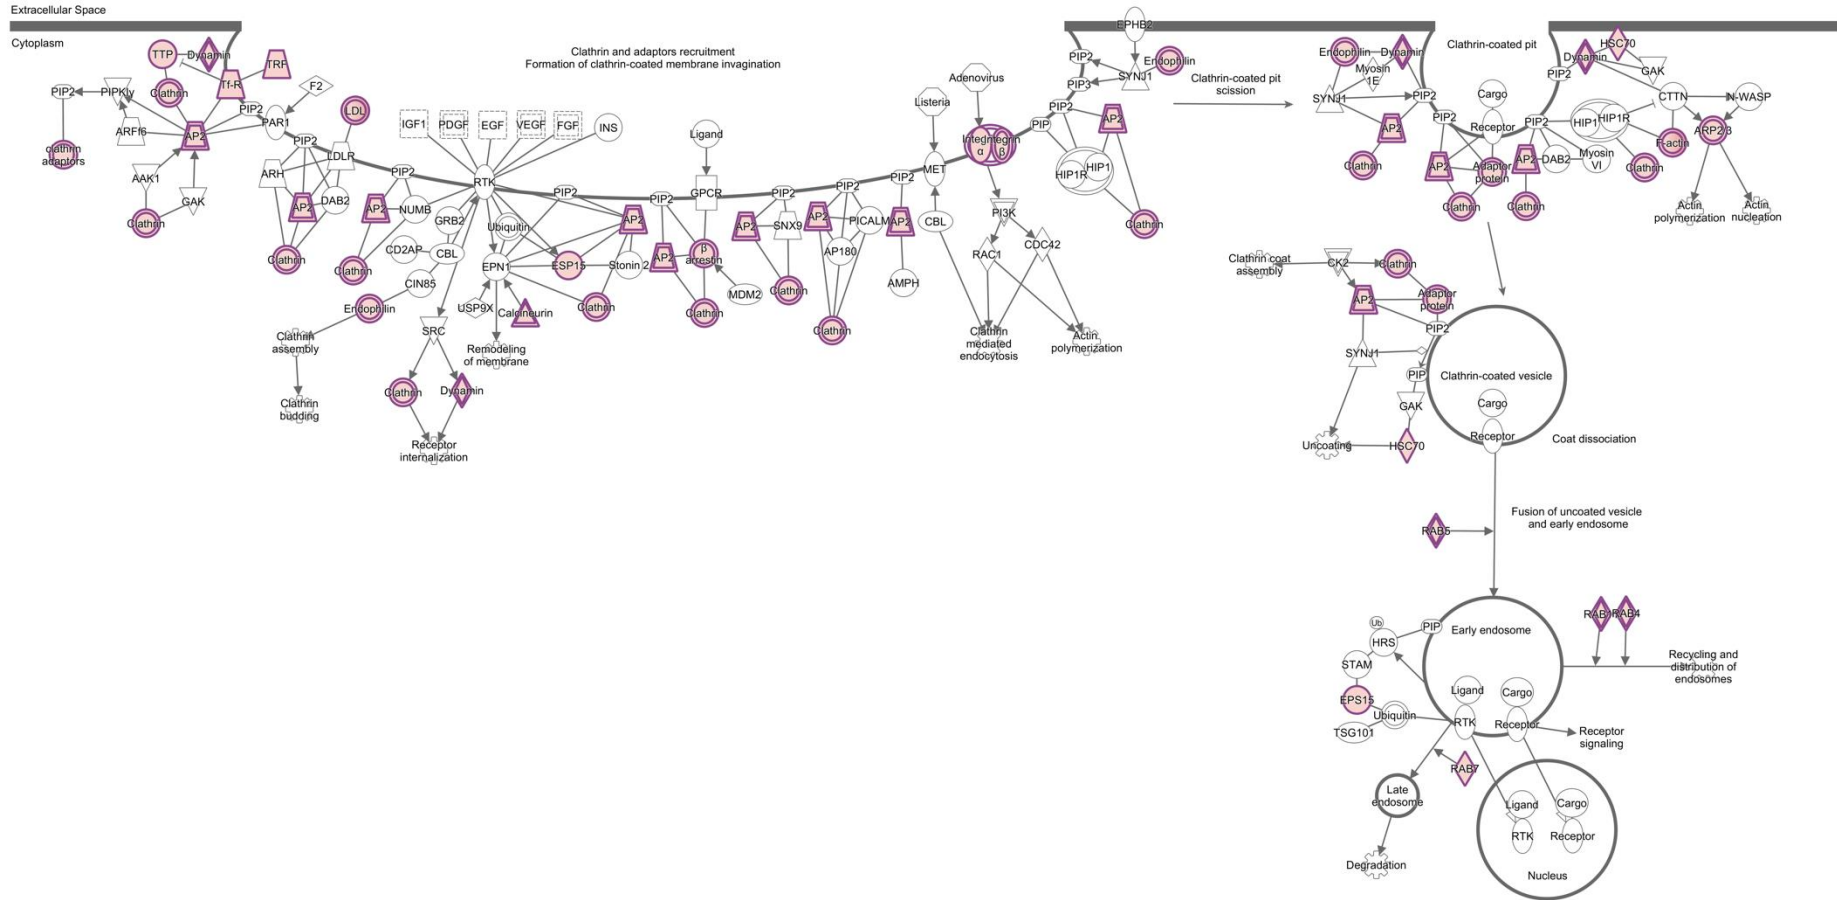 Extracellular Space
Cytoplasm
Clathrin and adaptors recruitment
Formation of clathrin-coated membrane invagination
TTP
Dynamin
TRF
Tf-R
PIP2
PIPKIγ
Clathrin
PIP2
F2
PAR1
ARFI6
AP2
clathrin
adaptors
AAK1
GAK
Clathrin
LDL
PIP2
LDLR
ARH
AP2
DAB2
Clathrin
IGF1
PDGF
EGF
VEGF
FGF
INS
RTK
PIP2
AP2
NUMB
GRB2
Clathrin
CD2AP
CBL
CIN85
Endophilin
Clathrin
assembly
Clathrin
budding
SRC
Clathrin
Dynamin
Receptor
internalization
Ubiquitin
PIP2
AP2
EPN1
ESP15
Stonin 2
USP9X
Calcineurin
Clathrin
Remodeling
of membrane
Ligand
GPCR
PIP2
AP2
β
arrestin
MDM2
Clathrin
PIP2
AP2
SNX9
Clathrin
PIP2
AP2
PICALM
AP180
Clathrin
PIP2
AP2
AMPH
Listeria
Adenovirus
MET
CBL
Integrin
α
Integrin
β
PI3K
RAC1
CDC42
Clathrin
mediated
endocytosis
Actin
polymerization
EPHB2
PIP2
SYNJ1
Endophilin
PIP3
PIP2
PIP
AP2
HIP1R
HIP1
Clathrin
Clathrin-coated pit
scission
Clathrin-coated pit
Endophilin
Dynamin
Myosin
1E
SYNJ1
PIP2
AP2
Clathrin
Cargo
Receptor
PIP2
AP2
Adaptor
protein
Clathrin
PIP2
AP2
DAB2
Myosin
VI
Clathrin
PIP2
Dynamin
HSC70
GAK
HIP1
HIP1R
CTTN
N-WASP
F-actin
ARP2/3
Clathrin
Actin
polymerization
Actin
nucleation
Clathrin coat
assembly
CK2
Clathrin
AP2
Adaptor
protein
PIP2
SYNJ1
PIP
GAK
Uncoating
HSC70
Clathrin-coated vesicle
Cargo
Receptor
Coat dissociation
RAB5
Fusion of uncoated vesicle
and early endosome
Early endosome
Ub
HRS
PIP
STAM
EPS15
Ubiquitin
TSG101
Ligand
RTK
Cargo
Receptor
RAB4
Recycling and
distribution of
endosomes
Receptor
signaling
RAB7
Late
endosome
Degradation
Ligand
RTK
Cargo
Receptor
Nucleus